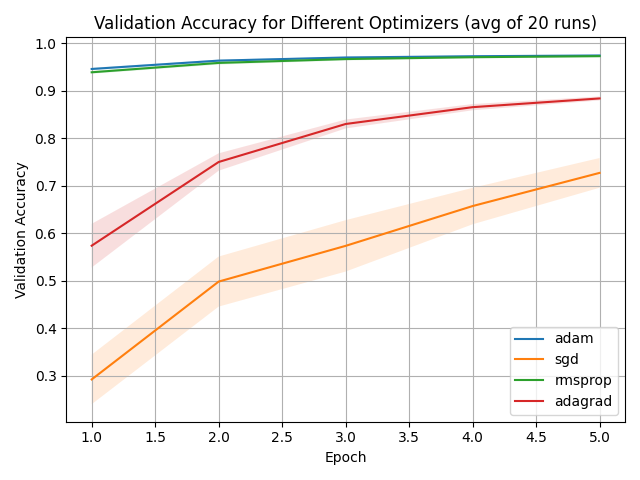 Validation Accuracy for Different Optimizers (avg of 20 runs)
Validation Accuracy
1.0
0.9
0.8
0.7
0.6
0.5
0.4
0.3
adam
sgd
rmsprop
adagrad
1.0 1.5 2.0 2.5 3.0 3.5 4.0 4.5 5.0
Epoch